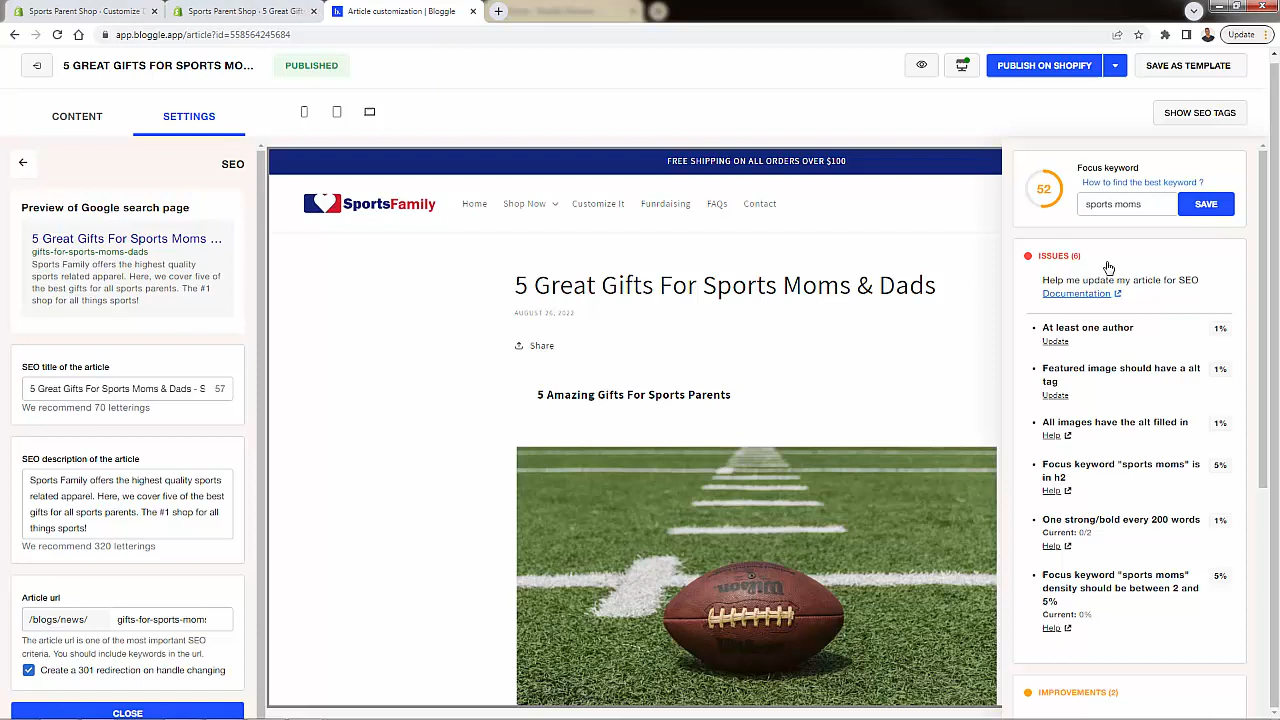 Sports Parent Shop - Customize T
Sports Parent Shop - 5 Great Gift
Article customization | Bloggle
app.bloggle.app/article?id=558564245684
Update
5 GREAT GIFTS FOR SPORTS MO...
PUBLISHED
PUBLISH ON SHOPIFY
SAVE AS TEMPLATE
CONTENT
SETTINGS
SHOW SEO TAGS
SEO
Preview of Google search page
5 Great Gifts For Sports Moms ...
gifts-for-sports-moms-dads
Sports Family offers the highest quality
sports related apparel. Here, we cover five of
the best gifts for all sports parents. The #1
shop for all things sports!
SEO title of the article
5 Great Gifts For Sports Moms & Dads - S
57
We recommend 70 letterings
SEO description of the article
Sports Family offers the highest quality sports
related apparel. Here, we cover five of the best
gifts for all sports parents. The #1 shop for all
things sports!
We recommend 320 letterings
Article url
gifts-for-sports-moms
The article url is one of the most important SEO
criteria. You should include keywords in the url.
Create a 301 redirection on handle changing
CLOSE
FREE SHIPPING ON ALL ORDERS OVER $100
SportsFamily
Home
Shop Now
Customize It
Fundraising
FAQs
Contact
5 Great Gifts For Sports Moms & Dads
AUGUST 26, 2022
Share
5 Amazing Gifts For Sports Parents
Wilson
52
Focus keyword
How to find the best keyword ?
sports moms
SAVE
ISSUES (6)
Help me update my article for SEO
Documentation
At least one author
1%
Update
Featured image should have a alt
tag
1%
Update
All images have the alt filled in
1%
Help
Focus keyword "sports moms" is
in h2
5%
Help
One strong/bold every 200 words
1%
Current: 0/2
Help
Focus keyword "sports moms"
density should be between 2 and
5%
5%
Current: 0%
Help
IMPROVEMENTS (2)